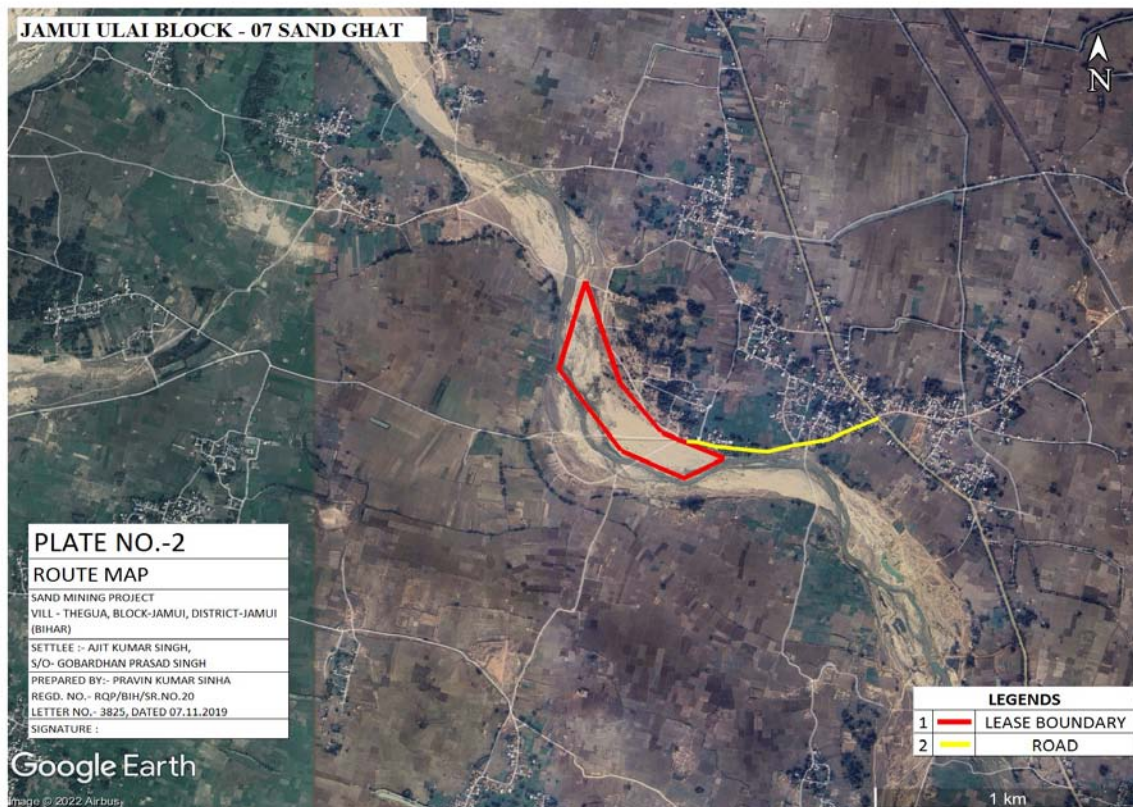 JAMUI ULAI BLOCK - 07 SAND GHAT
N
PLATE NO.-2
ROUTE MAP
SAND MINING PROJECT
VILL - THEGUA, BLOCK-JAMUI, DISTRICT-JAMUI
(BIHAR)
SETTLEE :- AJIT KUMAR SINGH,
S/O- GOBARDHAN PRASAD SINGH
PREPARED BY:- PRAVIN KUMAR SINHA
REGD. NO.- RQP/BIH/SR.NO.20
LETTER NO.- 3825, DATED 07.11.2019
SIGNATURE :
LEGENDS
1 LEASE BOUNDARY
2 ROAD
Google Earth
Image © 2022 Airbus
1 km